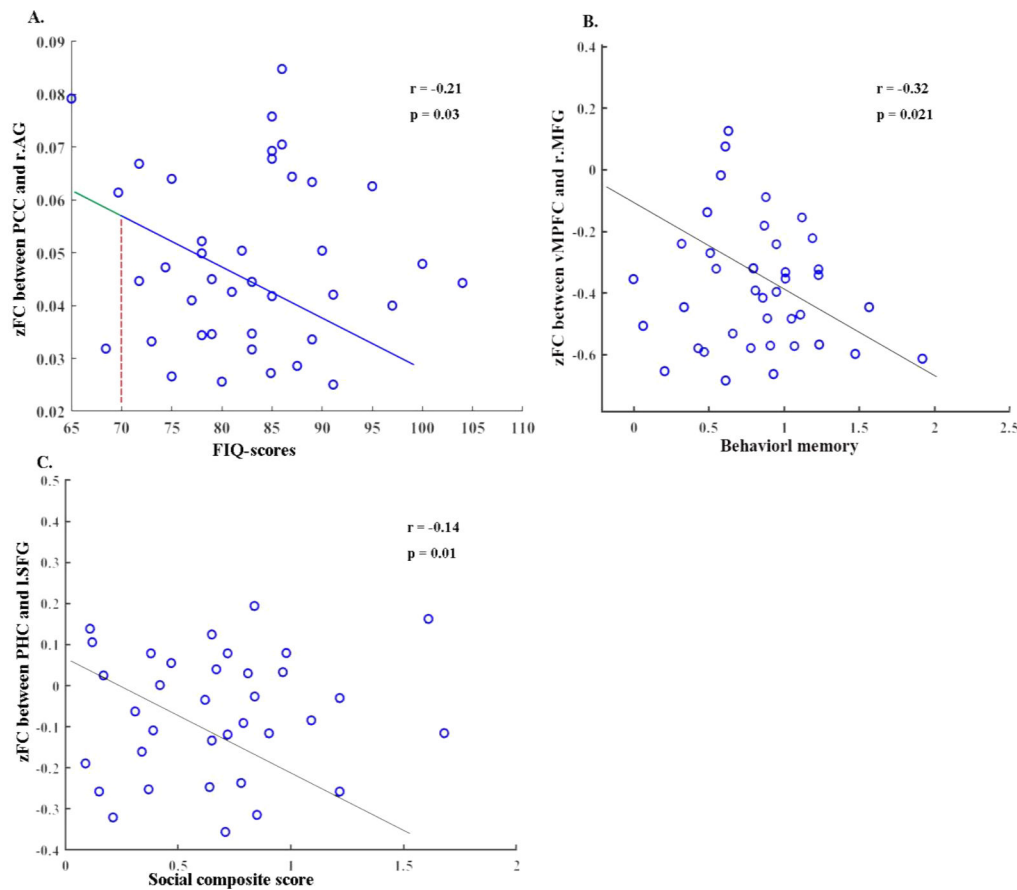 A.
0.09
0.08
0.07
0.06
0.05
0.04
0.03
0.02
zFC between PCC and r.AG
r = -0.21
p = 0.03
65 70 75 80 85 90 95 100 105 110
FIQ-scores
B.
0.4
0.2
0
-0.2
-0.4
-0.6
zFC between vMPFC and r.MFG
r = -0.32
p = 0.021
0 0.5 1 1.5 2 2.5
Behaviorl memory
C.
0.5
0.4
0.3
0.2
0.1
0
-0.1
-0.2
-0.3
-0.4
zFC between PHC and l.SFG
r = -0.14
p = 0.01
0 0.5 1 1.5 2
Social composite score